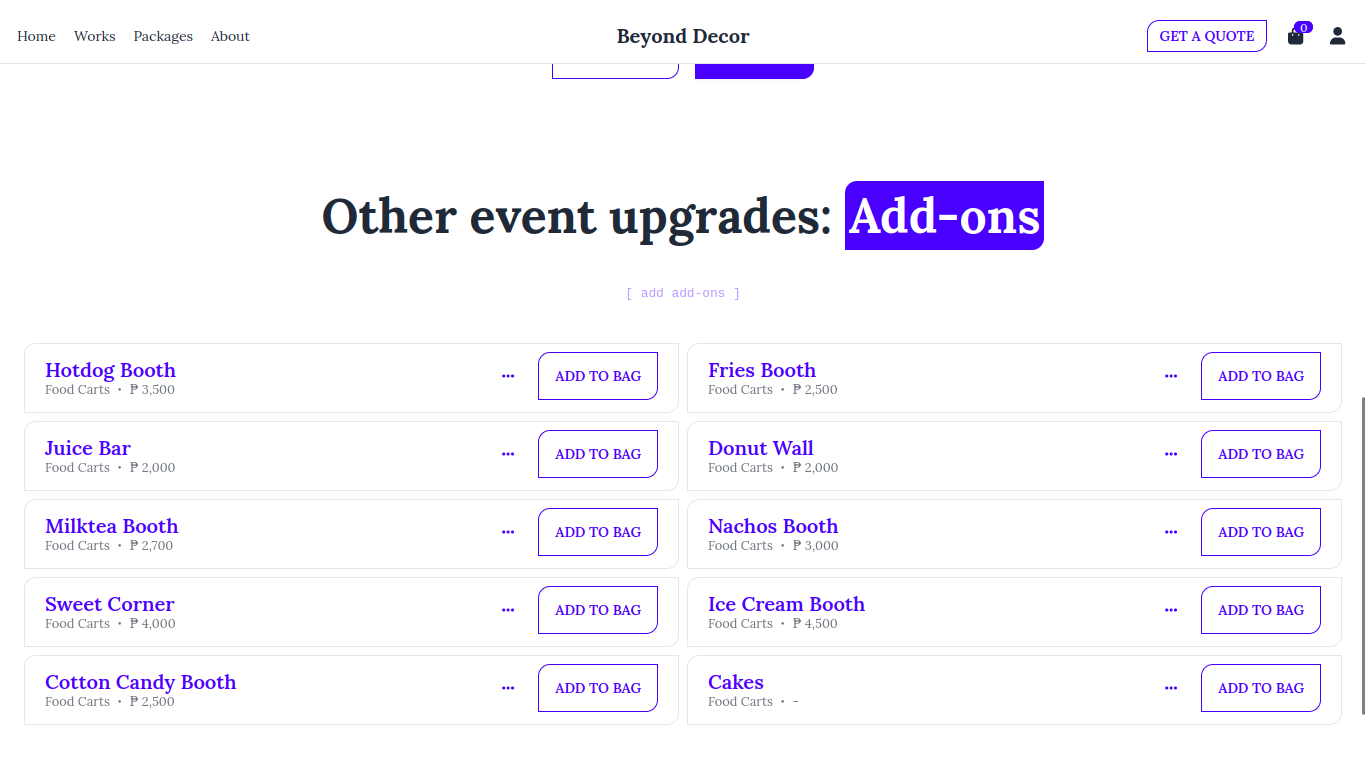 Home Works Packages About
Beyond Decor
GET A QUOTE
0
Other event upgrades: Add-ons
[ add add-ons ]
Hotdog Booth
Food Carts • ₱ 3,500
ADD TO BAG
Fries Booth
Food Carts • ₱ 2,500
ADD TO BAG
Juice Bar
Food Carts • ₱ 2,000
ADD TO BAG
Donut Wall
Food Carts • ₱ 2,000
ADD TO BAG
Milktea Booth
Food Carts • ₱ 2,700
ADD TO BAG
Nachos Booth
Food Carts • ₱ 3,000
ADD TO BAG
Sweet Corner
Food Carts • ₱ 4,000
ADD TO BAG
Ice Cream Booth
Food Carts • ₱ 4,500
ADD TO BAG
Cotton Candy Booth
Food Carts • ₱ 2,500
ADD TO BAG
Cakes
Food Carts • -
ADD TO BAG